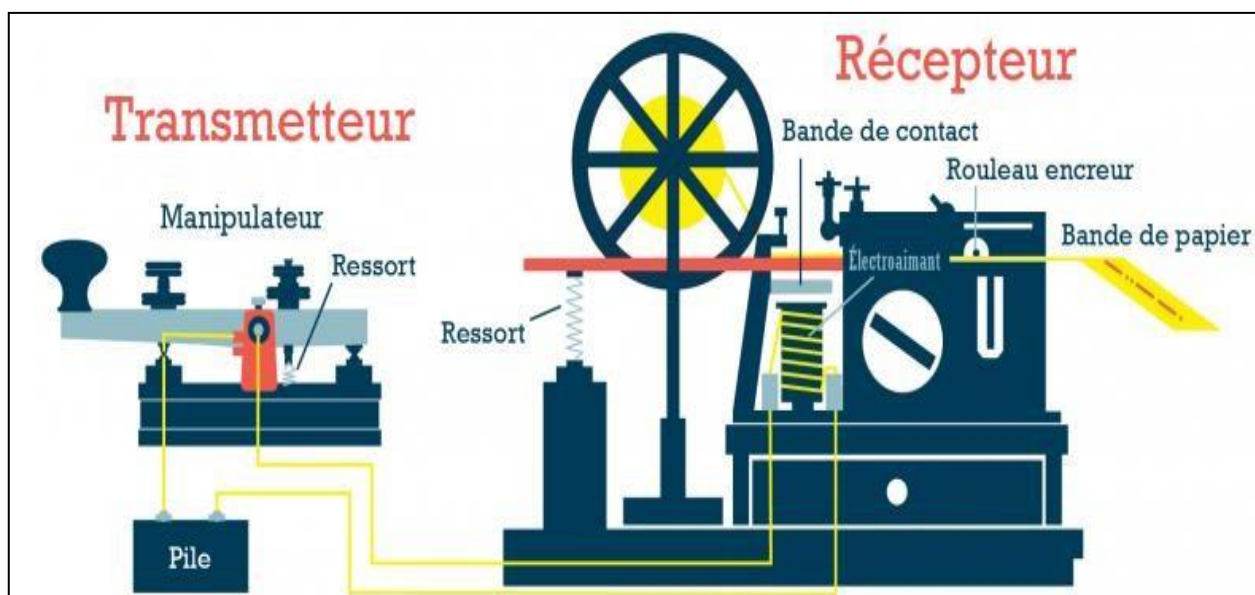 Transmetteur
Manipulateur
Ressort
Pile
Récepteur
Bande de contact
Rouleau encreur
Électroaimant
Bande de papier
Ressort